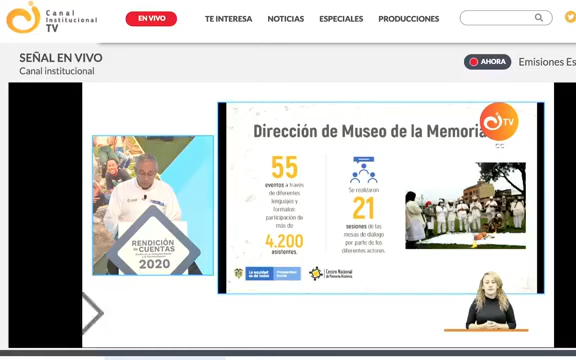 Canal
Institucional
TV
EN VIVO
TE INTERESA
NOTICIAS
ESPECIALES
PRODUCCIONES
SEÑAL EN VIVO
Canal institucional
AHORA
Emisiones Es
Dirección de Museo de la Memoria
TV
CC
55
eventos a través
de diferentes
lenguajes y
formatos:
participación de
más de
4.200
asistentes.
Se realizaron
21
sesiones de las
mesas de diálogo
por parte de los
diferentes actores.
RENDICIÓN
DE CUENTAS
2020
Centro Nacional
de Memoria Histórica